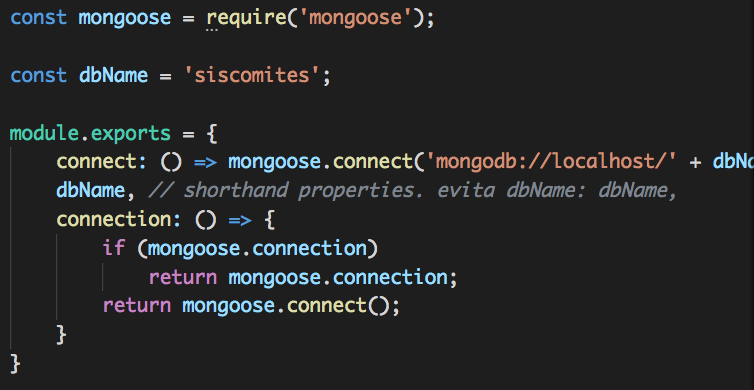 const mongoose = require('mongoose');
const dbName = 'siscomites';
module.exports = {
connect: () => mongoose.connect('mongodb://localhost/' + dbNa
dbName, // shorthand properties. evita dbName: dbName,
connection: () => {
if (mongoose.connection)
return mongoose.connection;
return mongoose.connect();
}
}